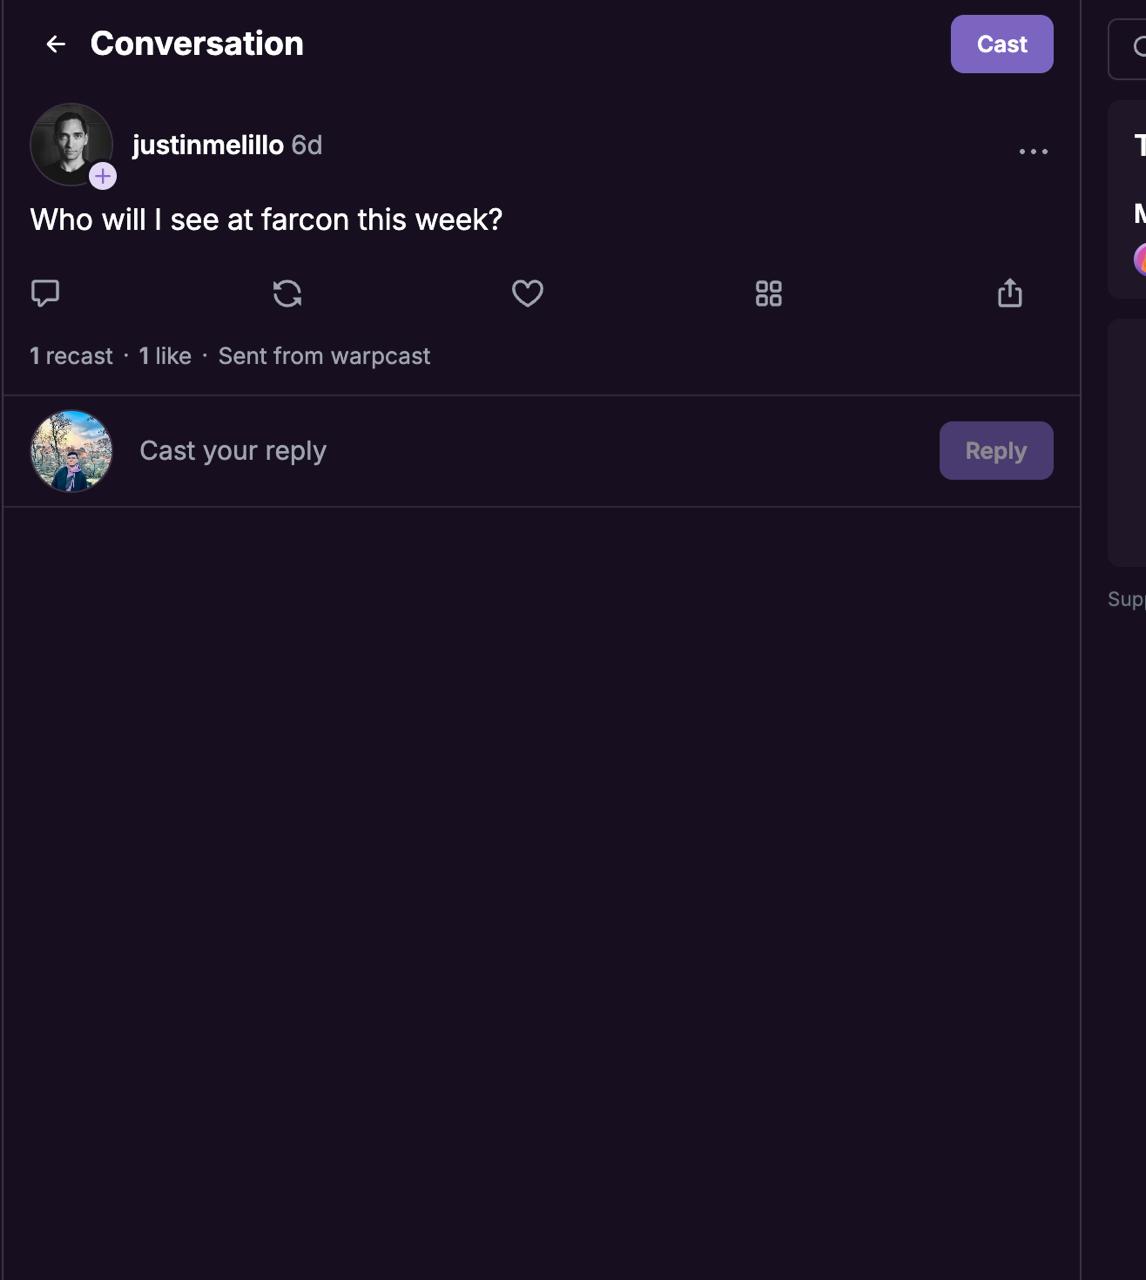 Conversation
Cast
justinmelillo 6d
Who will I see at farcon this week?
1 recast · 1 like · Sent from warpcast
Cast your reply
Reply